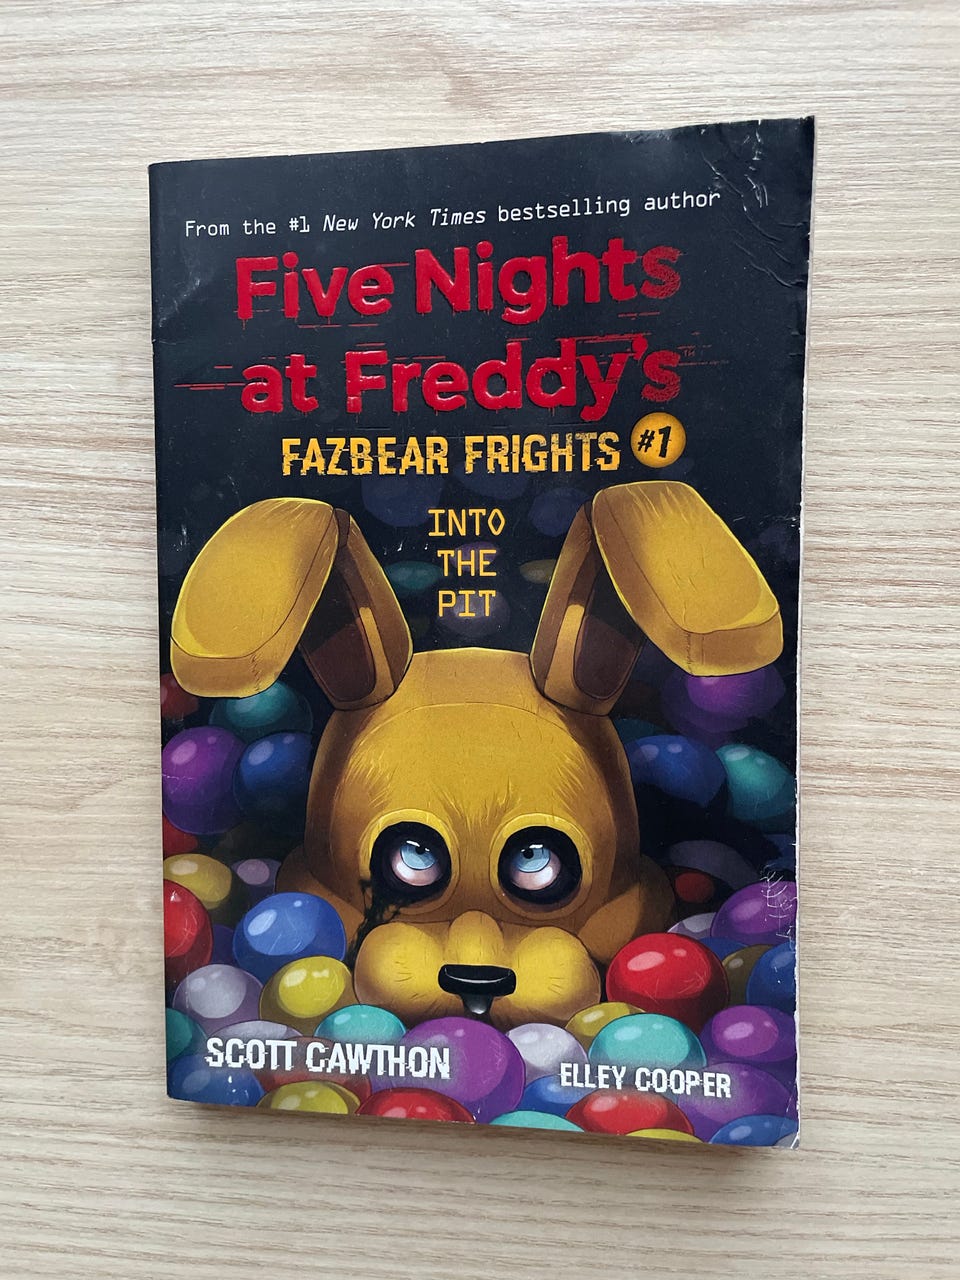 From the #1 New York Times bestselling author
Five Nights
at Freddy's™
FAZBEAR FRIGHTS #1
INTO
THE
PIT
SCOTT CAWTHON
ELLEY COOPER